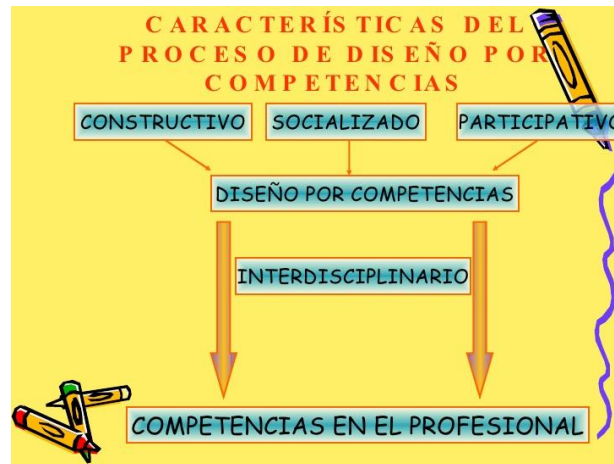 CARACTERÍSTICAS DEL
PROCESO DE DISEÑO POR
COMPETENCIAS
CONSTRUCTIVO
SOCIALIZADO
PARTICIPATIVO
DISEÑO POR COMPETENCIAS
INTERDISCIPLINARIO
COMPETENCIAS EN EL PROFESIONAL